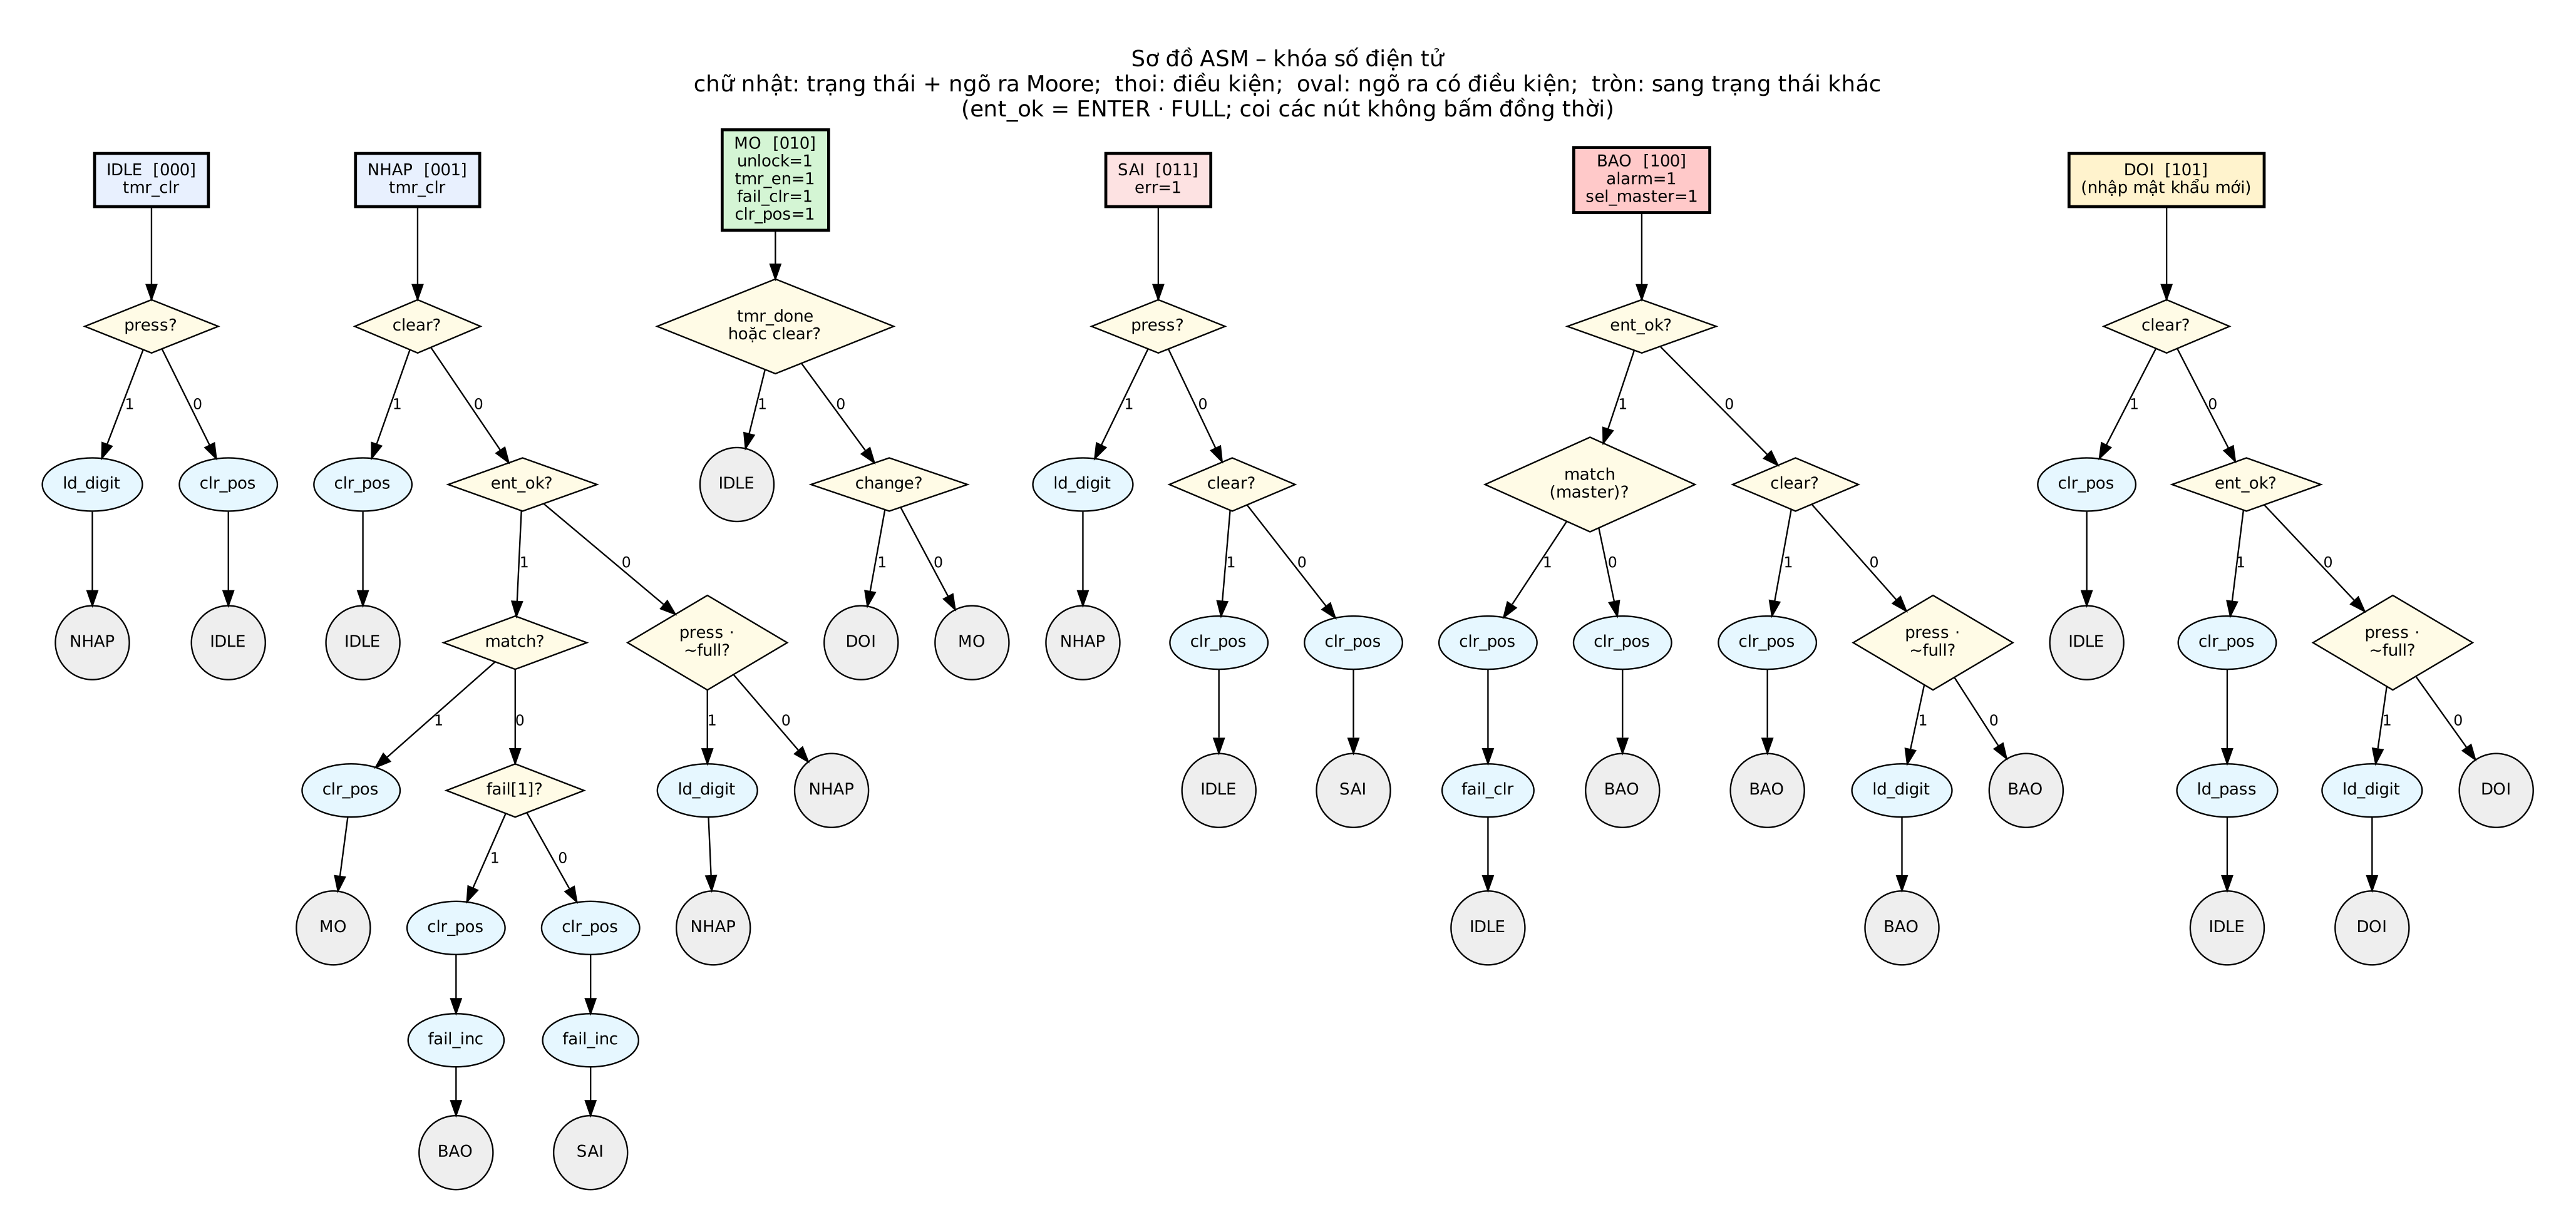 Sơ đồ ASM – khóa số điện tử
chữ nhật: trạng thái + ngõ ra Moore;  thoi: điều kiện;  oval: ngõ ra có điều kiện;  tròn: sang trạng thái khác
(ent_ok = ENTER · FULL; coi các nút không bấm đồng thời)
IDLE  [000]
tmr_clr
press?
1
0
ld_digit
clr_pos
NHAP
IDLE
NHAP  [001]
tmr_clr
clear?
1
0
clr_pos
ent_ok?
IDLE
1
0
match?
press ·
~full?
1
0
1
0
clr_pos
fail[1]?
ld_digit
NHAP
MO
1
0
NHAP
clr_pos
clr_pos
fail_inc
fail_inc
BAO
SAI
MO  [010]
unlock=1
tmr_en=1
fail_clr=1
clr_pos=1
tmr_done
hoặc clear?
1
0
IDLE
change?
1
0
DOI
MO
SAI  [011]
err=1
press?
1
0
ld_digit
clear?
NHAP
1
0
clr_pos
clr_pos
IDLE
SAI
BAO  [100]
alarm=1
sel_master=1
ent_ok?
1
0
match
(master)?
clear?
1
0
1
0
clr_pos
clr_pos
clr_pos
press ·
~full?
fail_clr
BAO
BAO
1
0
ld_digit
BAO
IDLE
BAO
DOI  [101]
(nhập mật khẩu mới)
clear?
1
0
clr_pos
ent_ok?
IDLE
1
0
clr_pos
press ·
~full?
ld_pass
1
0
ld_digit
DOI
IDLE
DOI